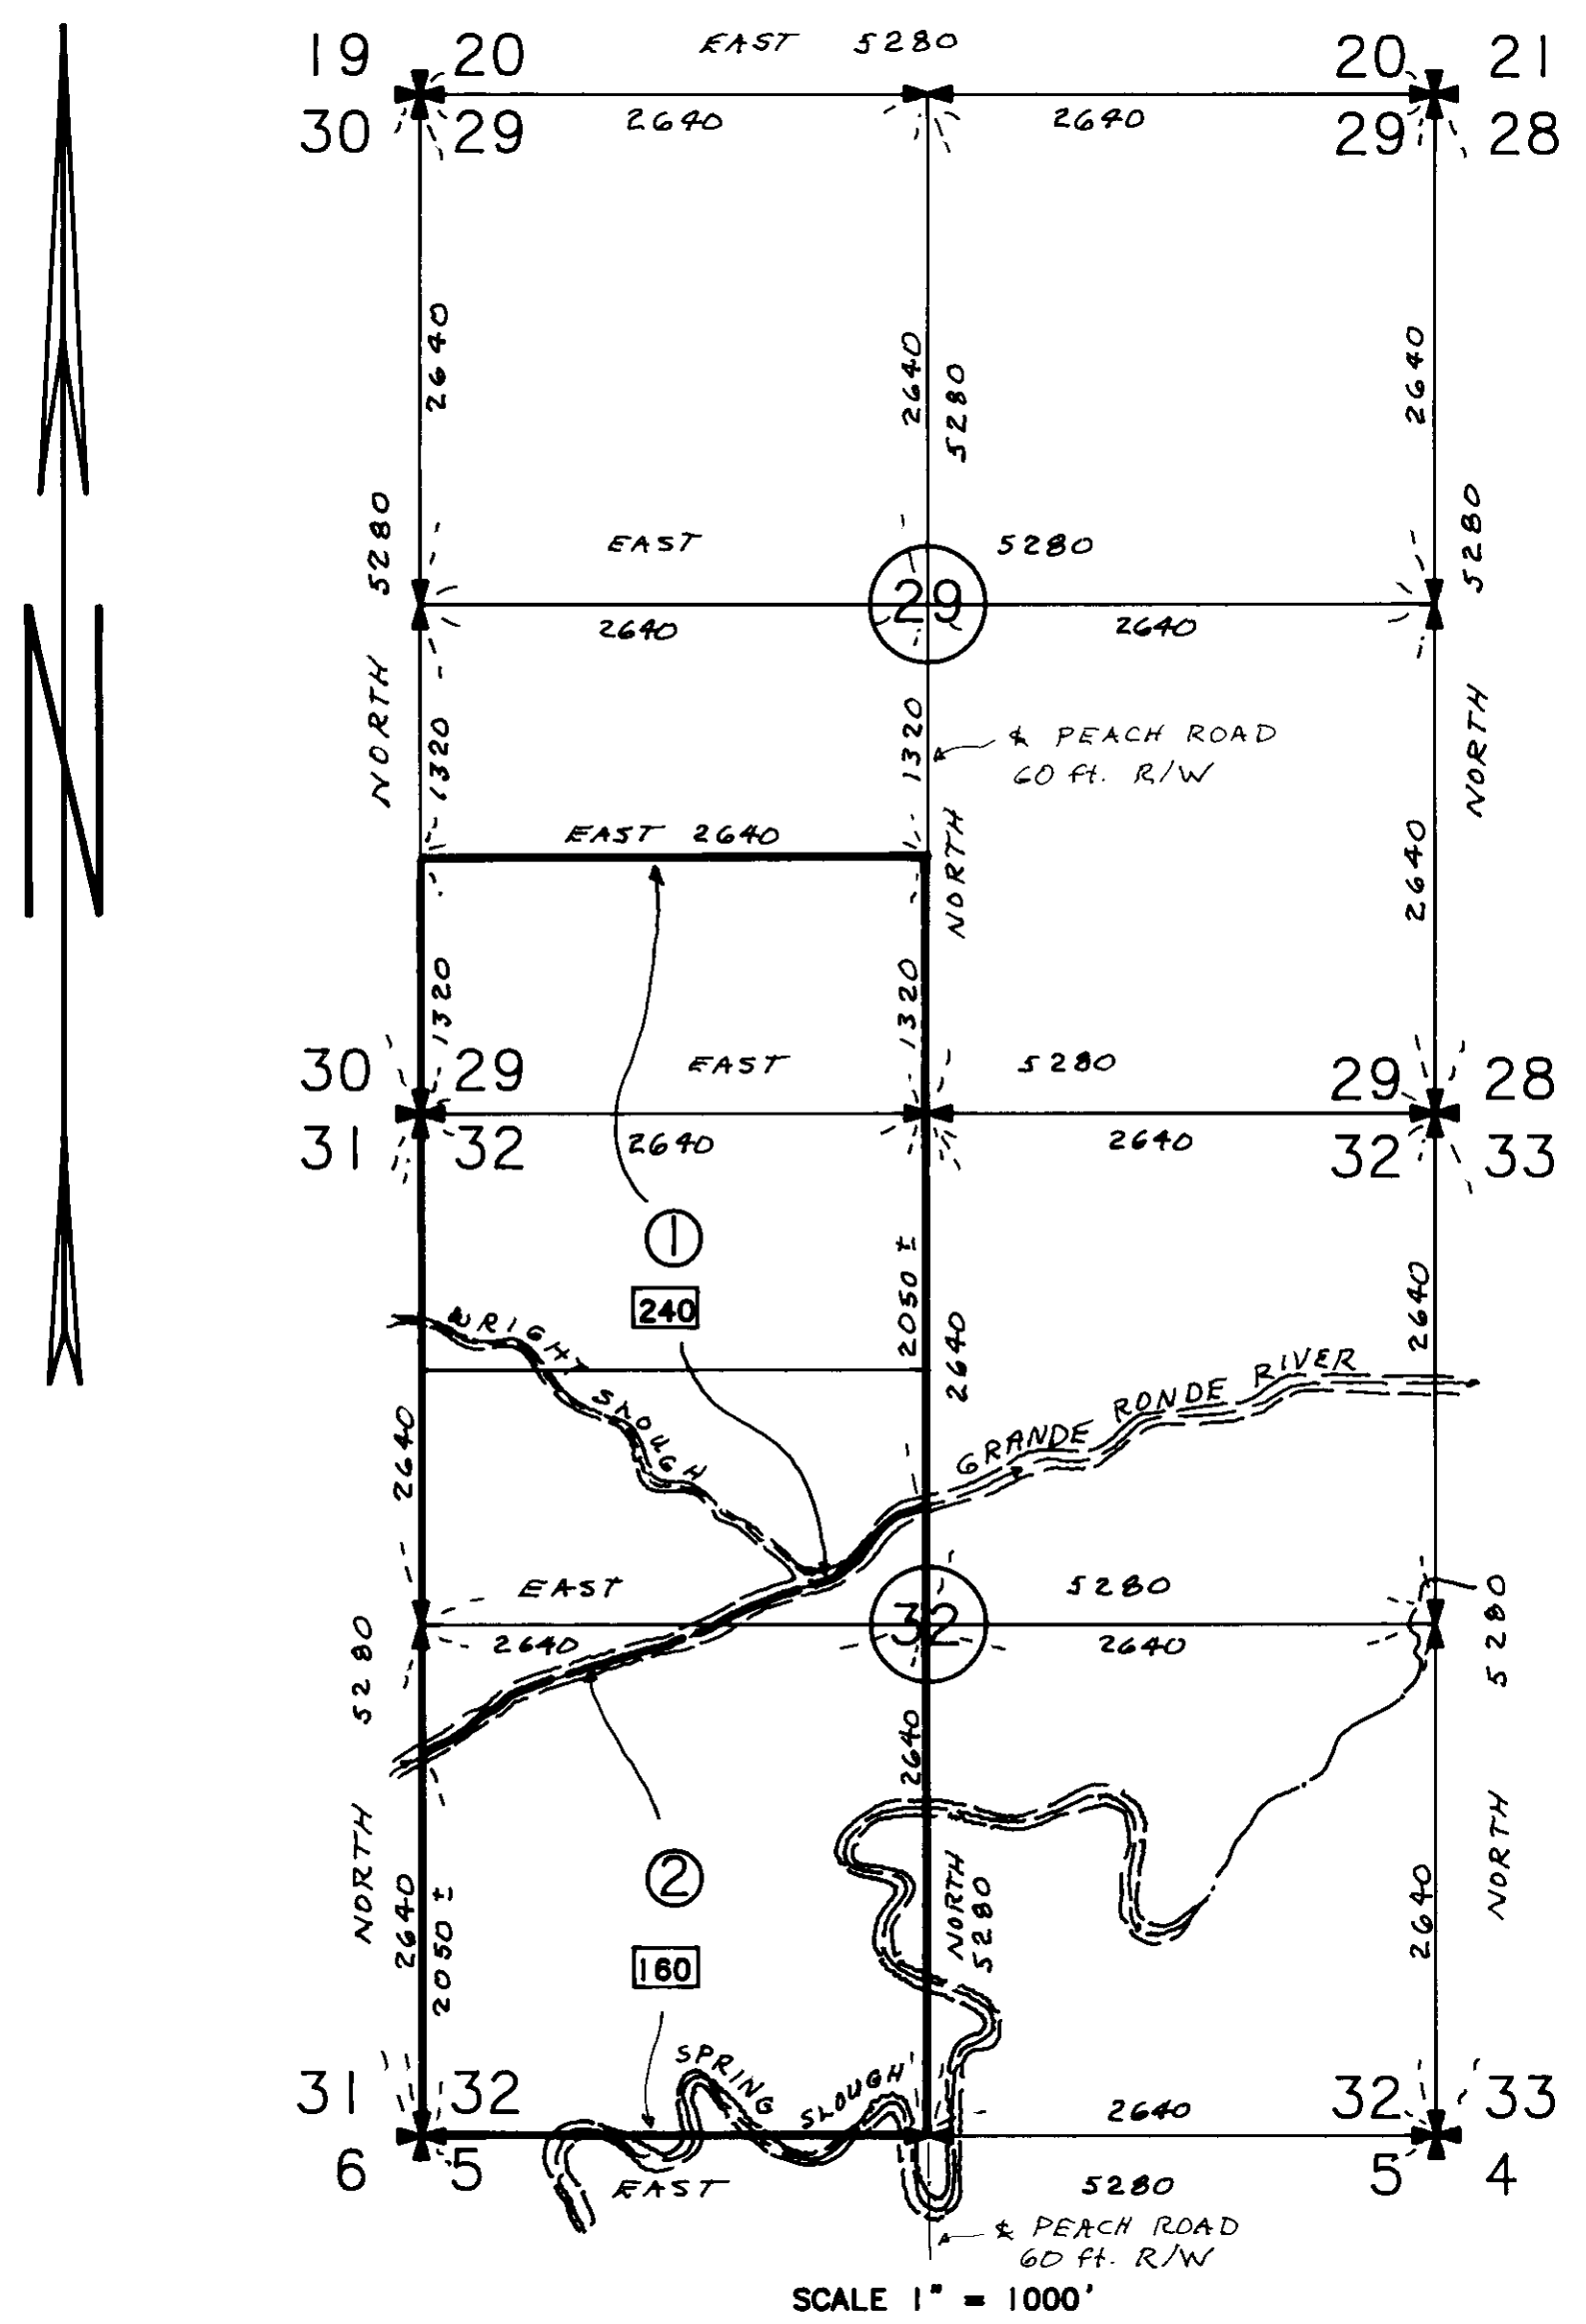 19 20 EAST 5280 20 21
30 29 2640 2640 29 28
2640
2640
5280
2640
5280
5280
EAST 5280
29
2640 2640
NORTH
1320
1320
℄ PEACH ROAD
60 ft. R/W
NORTH
EAST 2640
NORTH
2640
1320
1320
30 29 EAST 5280 29 28
31 32 2640 2640 32 33
1
240
2050 ±
2640
2640
WRIGHT SLOUGH
GRANDE RONDE RIVER
2640
EAST 5280
32
2640 2640
5280
5280
2640
NORTH
2640
2050 ±
2
160
NORTH
5280
2640
NORTH
SPRING SLOUGH
31 32 2640 32 33
6 5 EAST 5280 5 4
℄ PEACH ROAD
60 ft. R/W
SCALE 1" = 1000'
N